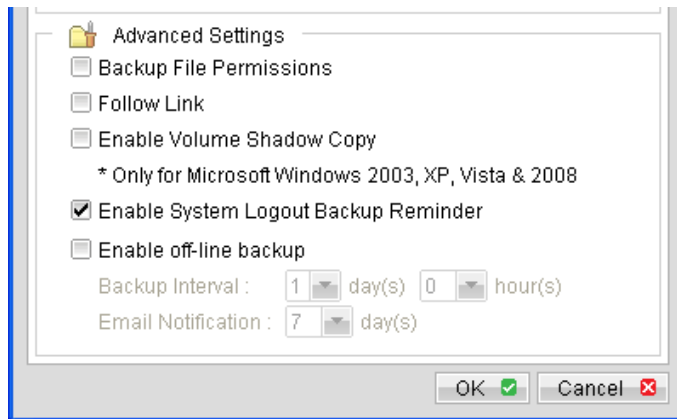 Advanced Settings
Backup File Permissions
Follow Link
Enable Volume Shadow Copy
* Only for Microsoft Windows 2003, XP, Vista & 2008
Enable System Logout Backup Reminder
Enable off-line backup
Backup Interval : 1 day(s) 0 hour(s)
Email Notification : 7 day(s)
OK Cancel